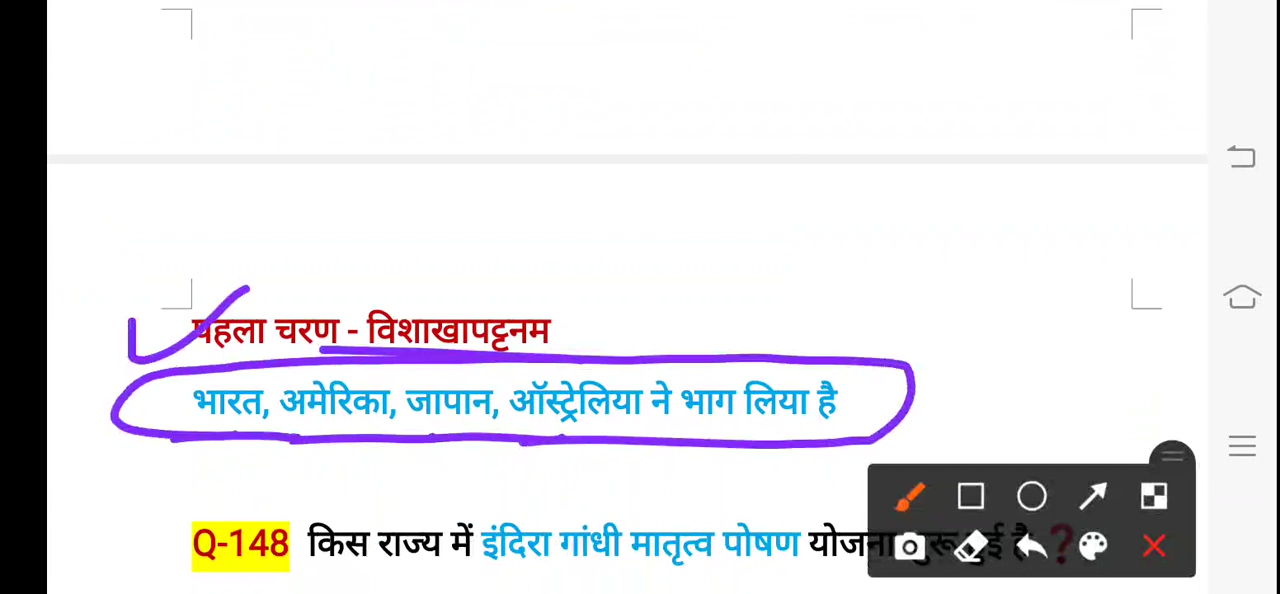 पहला चरण - विशाखापट्टनम
भारत, अमेरिका, जापान, ऑस्ट्रेलिया ने भाग लिया है
Q-148 किस राज्य में इंदिरा गांधी मातृत्व पोषण योजना शुरू हुई है ?